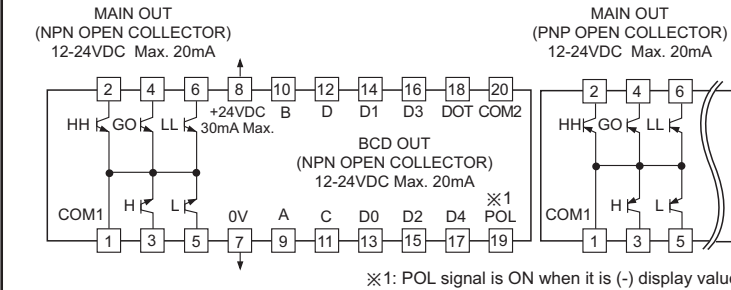 MAIN OUT
(NPN OPEN COLLECTOR)
12-24VDC Max. 20mA
2 4 6 8 10 12 14 16 18 20
HH GO LL +24VDC B D D1 D3 DOT COM2
30mA Max.
BCD OUT
(NPN OPEN COLLECTOR)
12-24VDC Max. 20mA
※1
COM1 H L 0V A C D0 D2 D4 POL
1 3 5 7 9 11 13 15 17 19
MAIN OUT
(PNP OPEN COLLECTOR)
12-24VDC Max. 20mA
2 4 6
HH GO LL
COM1 H L
1 3 5
※1: POL signal is ON when it is (-) display value